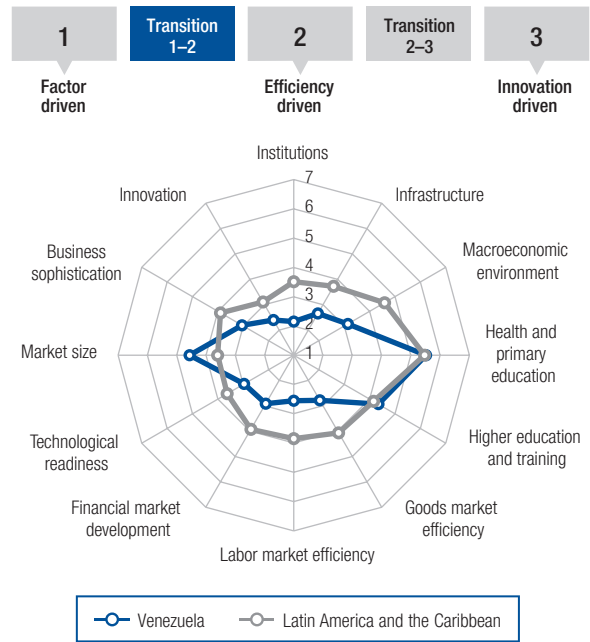 1
Transition
1–2
2
Transition
2–3
3
Factor
driven
Efficiency
driven
Innovation
driven
Institutions
Infrastructure
Macroeconomic
environment
Health and
primary
education
Higher education
and training
Goods market
efficiency
Labor market efficiency
Financial market
development
Technological
readiness
Market size
Business
sophistication
Innovation
7
6
5
4
3
2
1
Venezuela
Latin America and the Caribbean